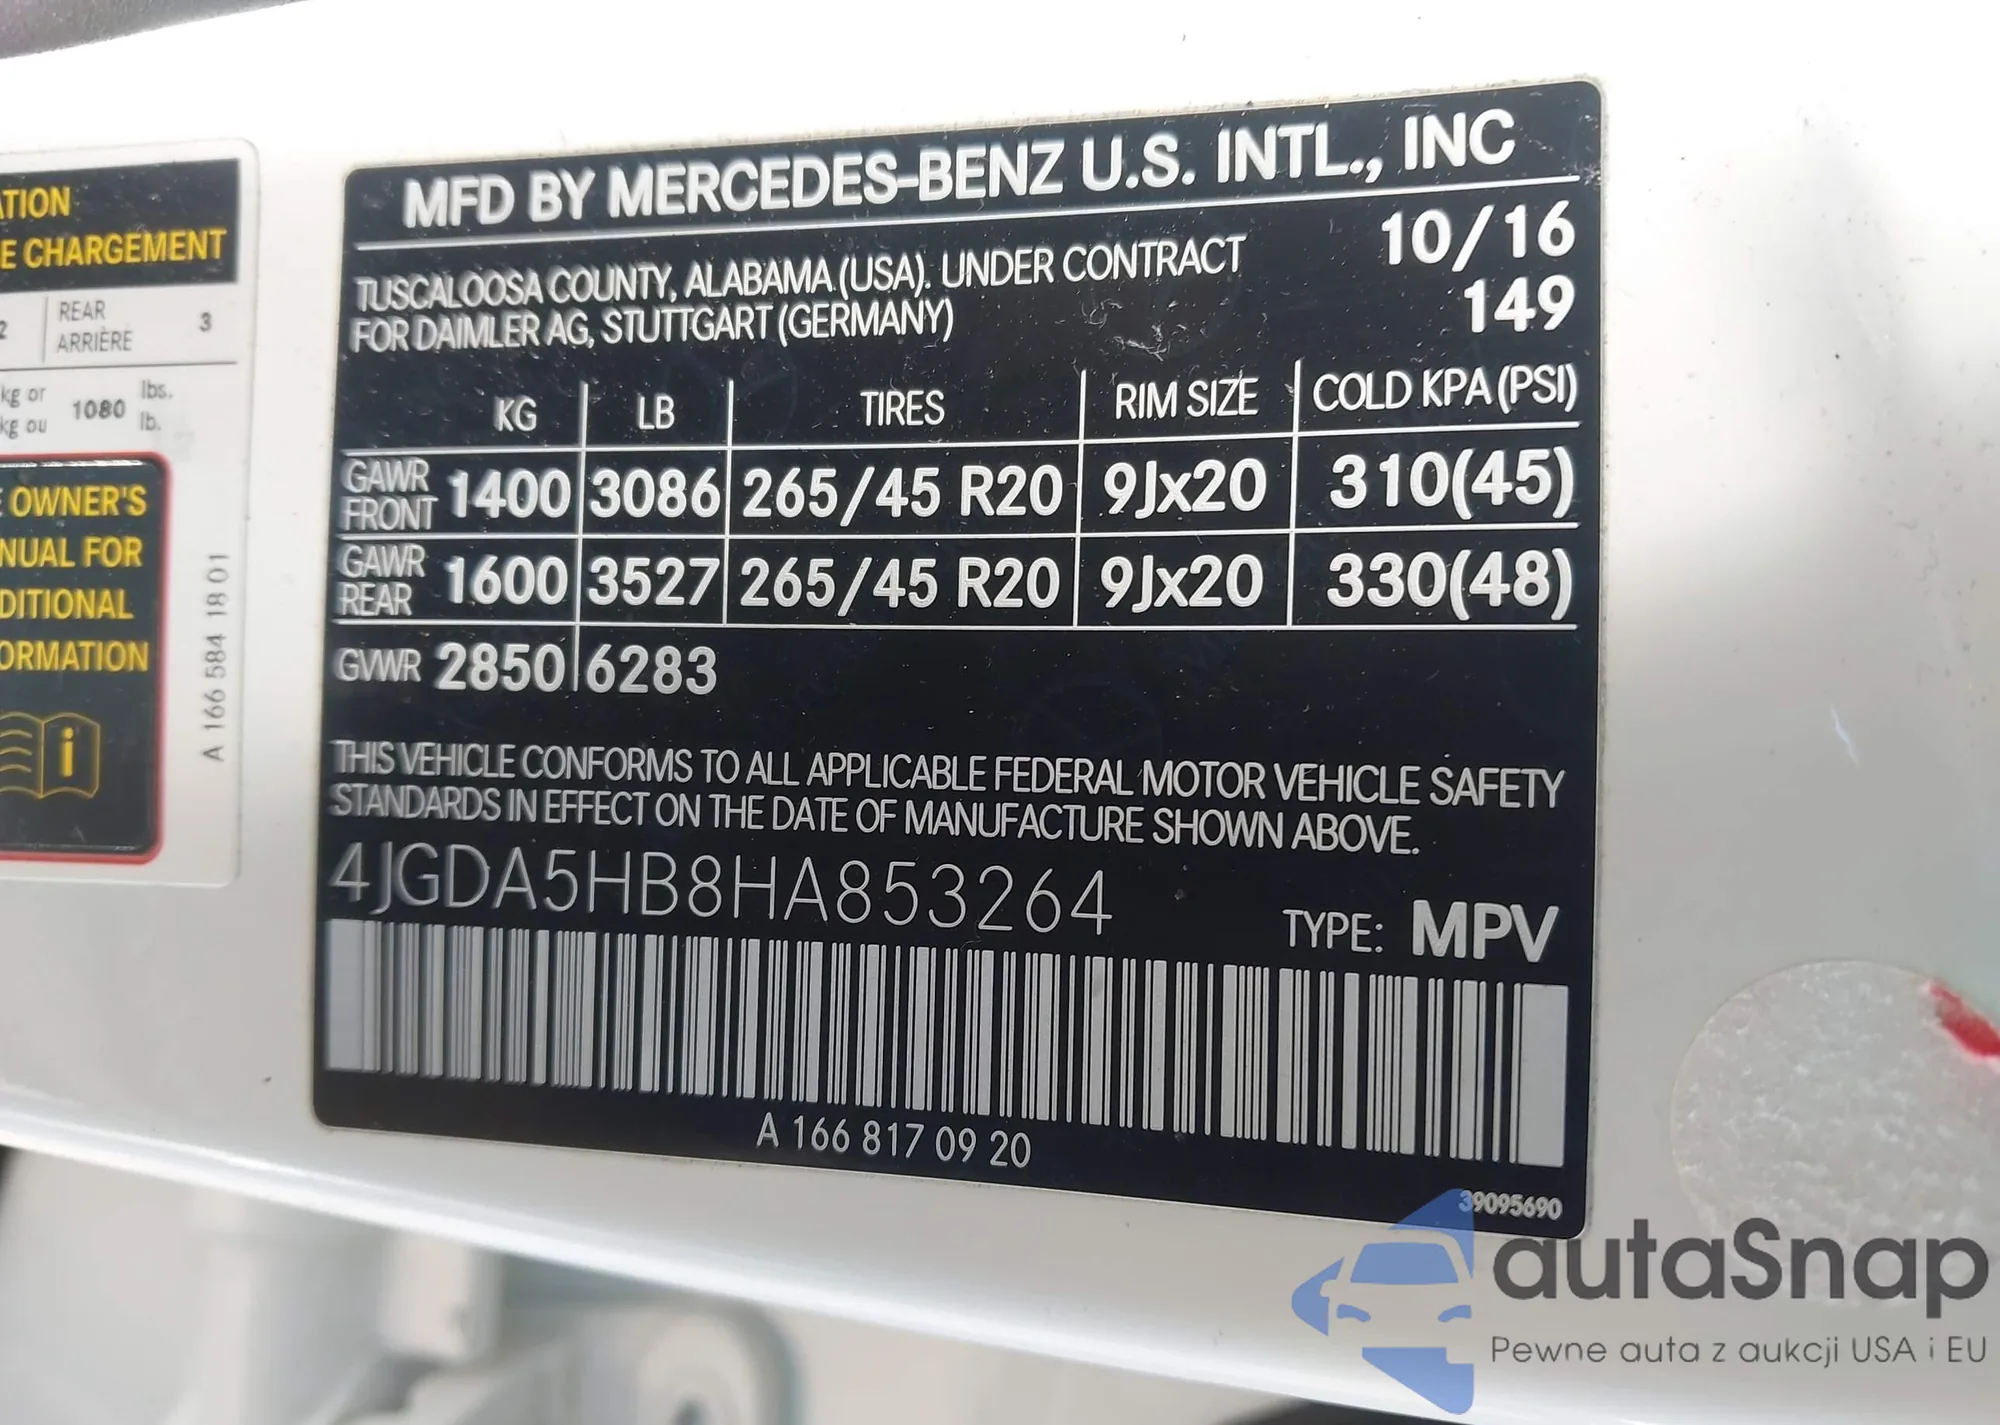 ATION
E CHARGEMENT
2
REAR
ARRIÈRE
3
kg or
kg ou
1080
lbs.
lb.
OWNER'S
NUAL FOR
DITIONAL
ORMATION
i
A 166 584 18 01
MFD BY MERCEDES-BENZ U.S. INTL., INC
TUSCALOOSA COUNTY, ALABAMA (USA). UNDER CONTRACT
FOR DAIMLER AG, STUTTGART (GERMANY)
10/16
149
KG LB TIRES RIM SIZE COLD KPA (PSI)
GAWR FRONT 1400 3086 265/45 R20 9Jx20 310(45)
GAWR REAR 1600 3527 265/45 R20 9Jx20 330(48)
GVWR 2850 6283
THIS VEHICLE CONFORMS TO ALL APPLICABLE FEDERAL MOTOR VEHICLE SAFETY
STANDARDS IN EFFECT ON THE DATE OF MANUFACTURE SHOWN ABOVE.
4JGDA5HB8HA853264
TYPE: MPV
A 166 817 09 20
39095690
autaSnap
Pewne auta z aukcji USA i EU